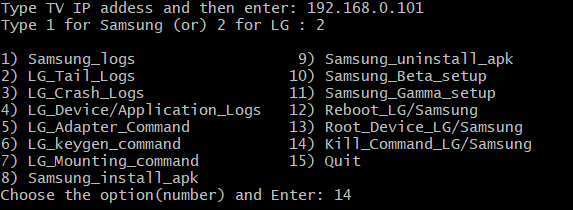 Type TV IP addess and then enter: 192.168.0.101
Type 1 for Samsung (or) 2 for LG : 2
1) Samsung_logs 9) Samsung_uninstall_apk
2) LG_Tail_Logs 10) Samsung_Beta_setup
3) LG_Crash_Logs 11) Samsung_Gamma_setup
4) LG_Device/Application_Logs 12) Reboot_LG/Samsung
5) LG_Adapter_Command 13) Root_Device_LG/Samsung
6) LG_keygen_command 14) Kill_Command_LG/Samsung
7) LG_Mounting_command 15) Quit
8) Samsung_install_apk
Choose the option(number) and Enter: 14